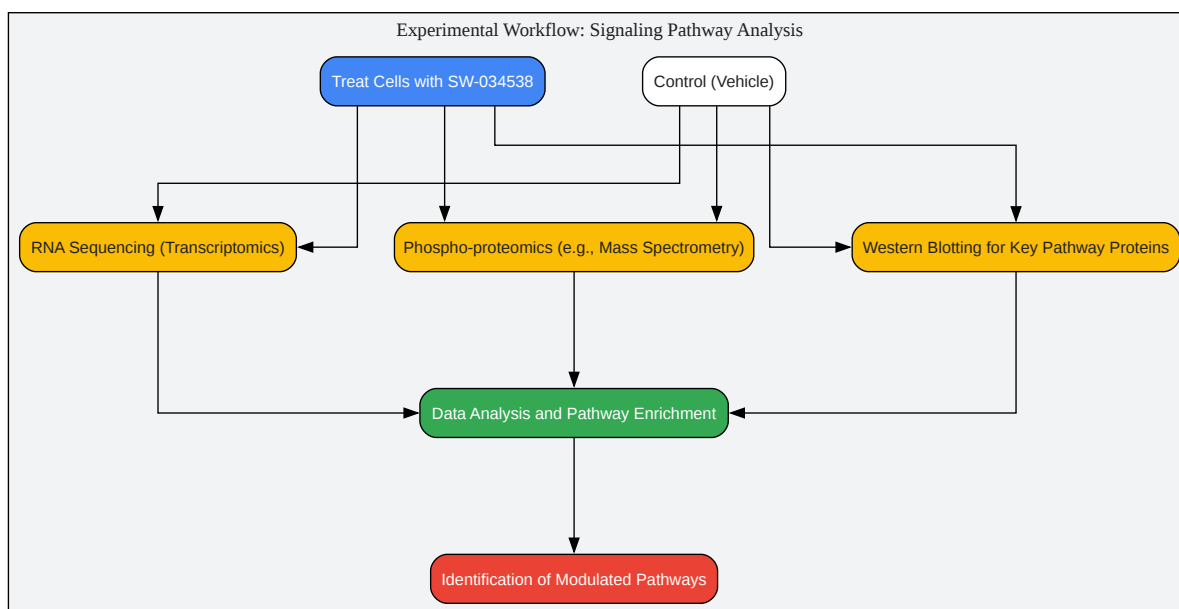 Experimental Workflow: Signaling Pathway Analysis
Treat Cells with SW-034538
Control (Vehicle)
RNA Sequencing (Transcriptomics)
Phospho-proteomics (e.g., Mass Spectrometry)
Western Blotting for Key Pathway Proteins
Data Analysis and Pathway Enrichment
Identification of Modulated Pathways